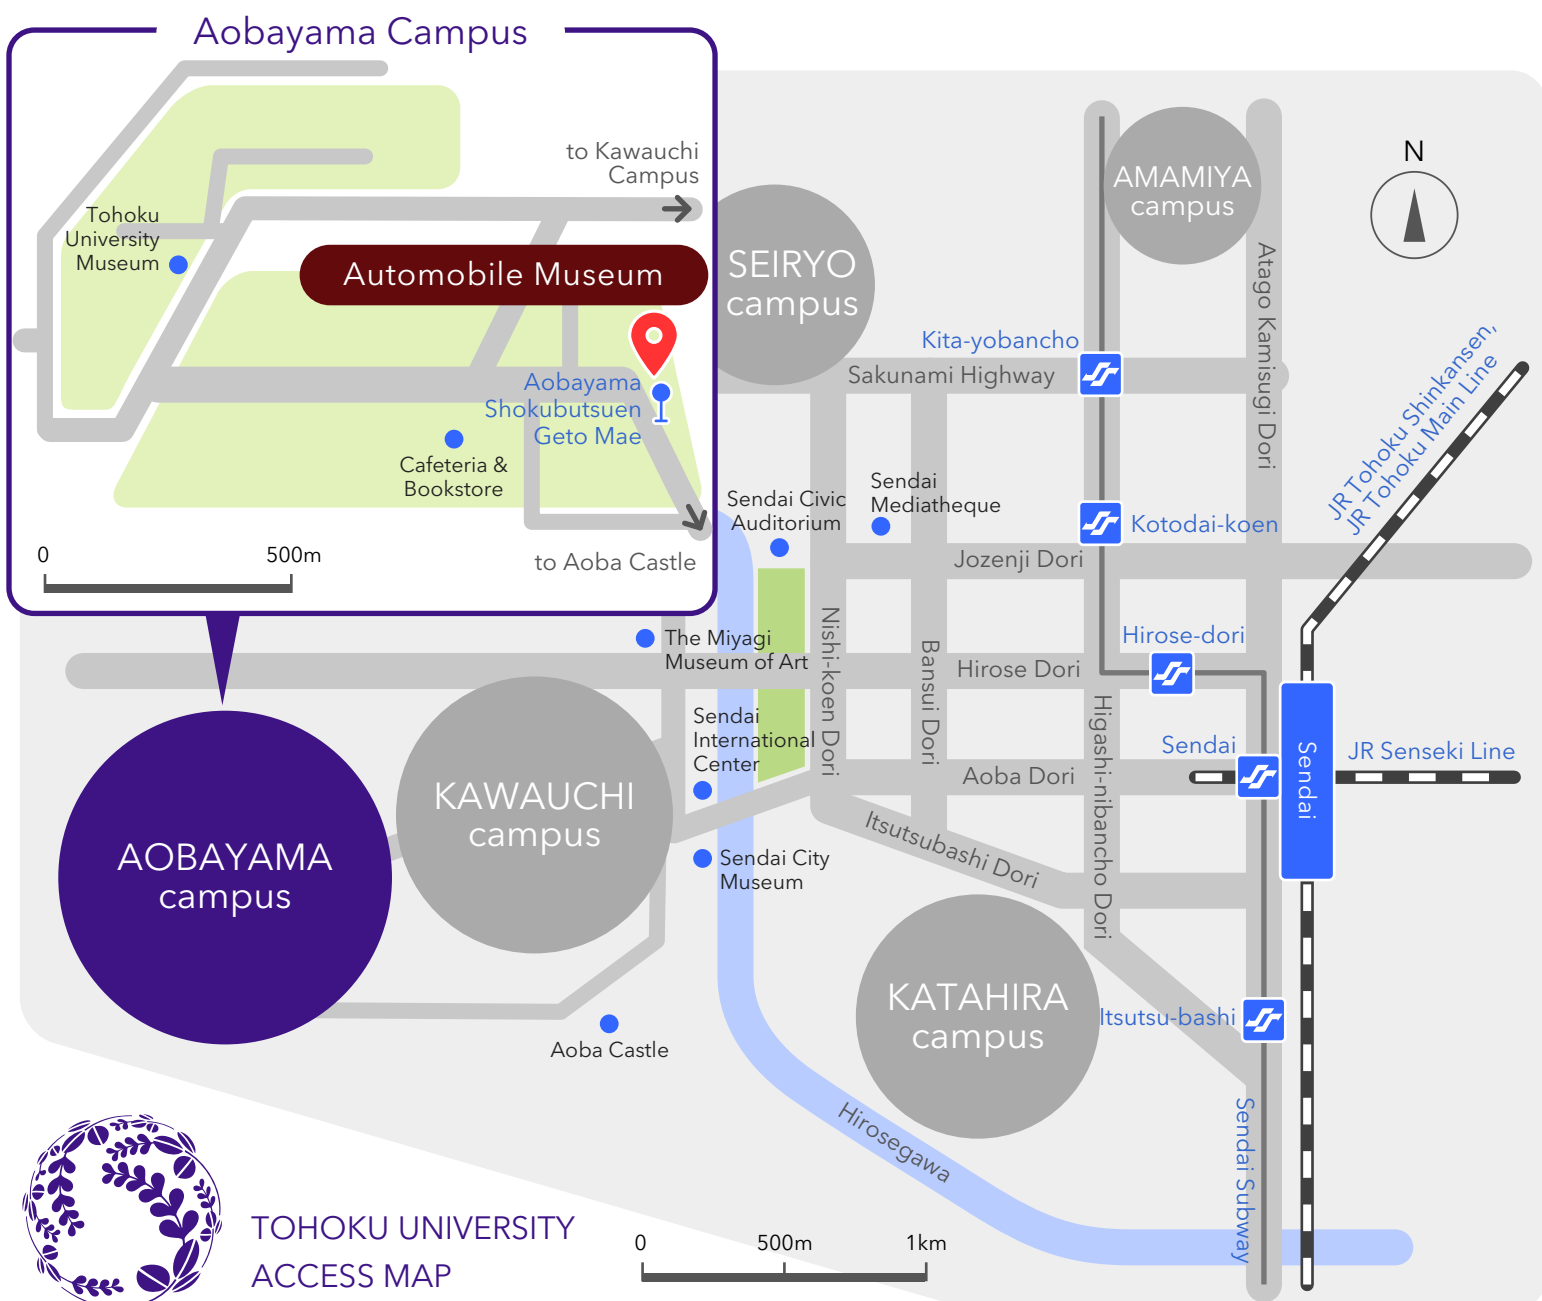 Aobayama Campus
to Kawauchi
Campus
Tohoku
University
Museum
Automobile Museum
Aobayama
Shokubutsuen
Geto Mae
Cafeteria &
Bookstore
0
500m
to Aoba Castle
N
AMAMIYA
campus
SEIRYO
campus
Atago Kamisugi Dori
Kita-yobancho
Sakunami Highway
JR Tohoku Shinkansen,
JR Tohoku Main Line
Sendai
Mediatheque
Sendai Civic
Auditorium
Kotodai-koen
Jozenji Dori
Nishi-koen Dori
Bansui Dori
The Miyagi
Museum of Art
Hirose-dori
Hirose Dori
Higashi-nibancho Dori
Sendai
International
Center
Sendai
Sendai
JR Senseki Line
Aoba Dori
KAWAUCHI
campus
Itsutsubashi Dori
AOBAYAMA
campus
Sendai City
Museum
KATAHIRA
campus
Itsutsu-bashi
Aoba Castle
Hirosegawa
Sendai Subway
TOHOKU UNIVERSITY
ACCESS MAP
0
500m
1km